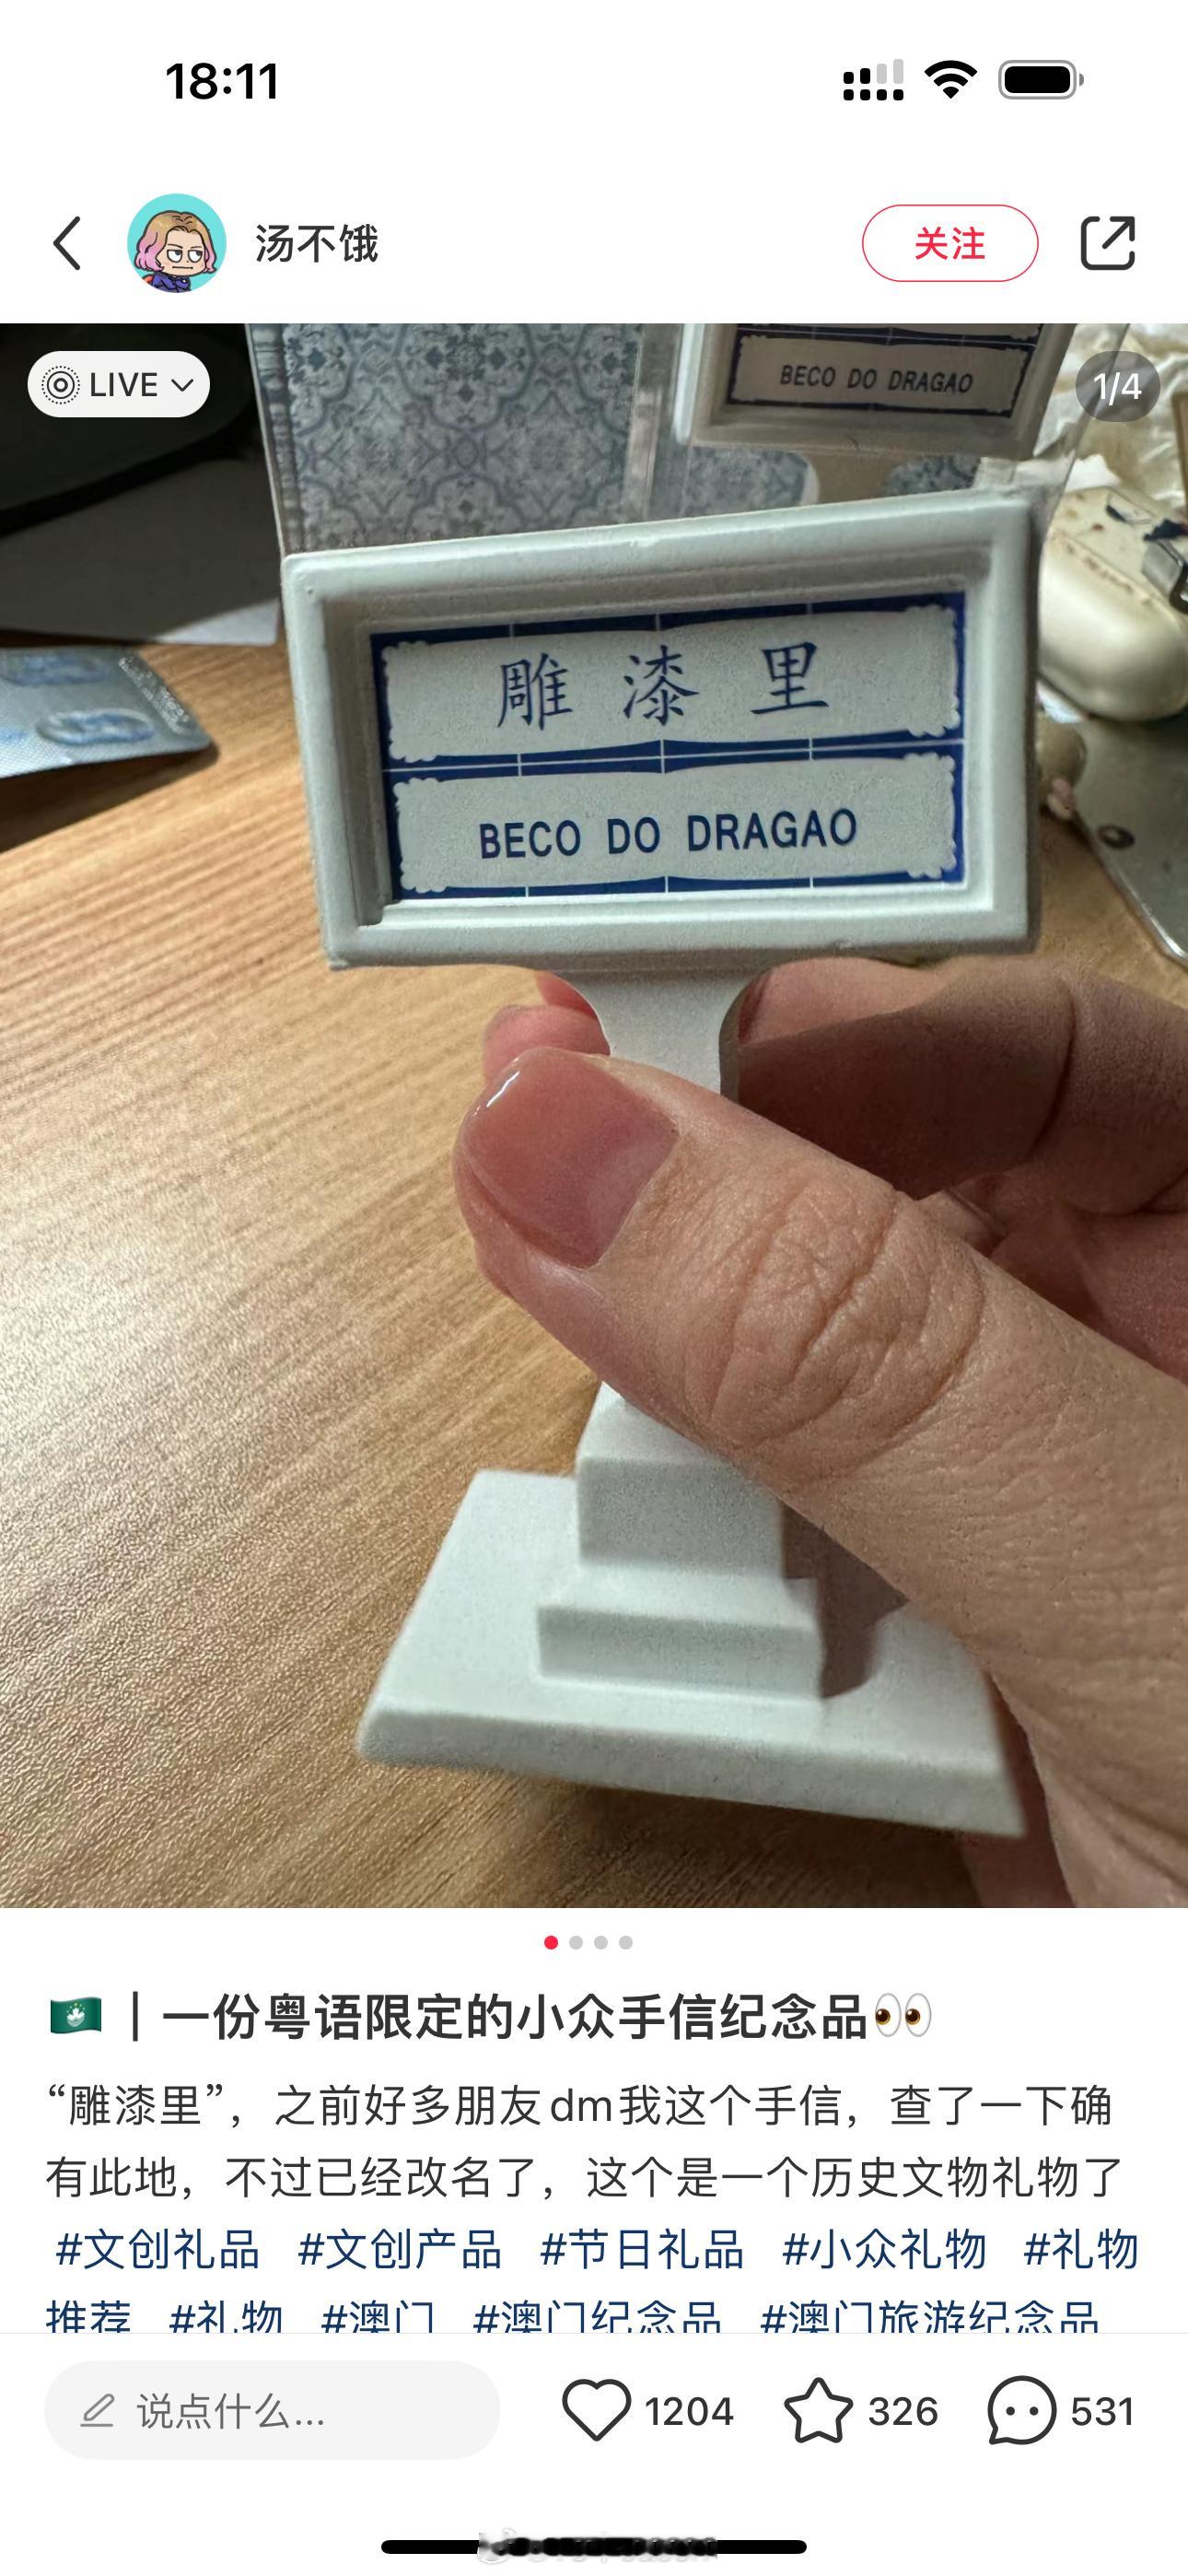 18:11
汤不饿
关注
LIVE
1/4
BECO DO DRAGAO
雕漆里
BECO DO DRAGAO
｜一份粤语限定的小众手信纪念品
“雕漆里”，之前好多朋友dm我这个手信，查了一下确
有此地，不过已经改名了，这个是一个历史文物礼物了
#文创礼品 #文创产品 #节日礼品 #小众礼物 #礼物
推荐 #礼物 #澳门 #澳门纪念品 #澳门旅游纪念品
说点什么...
1204
326
531